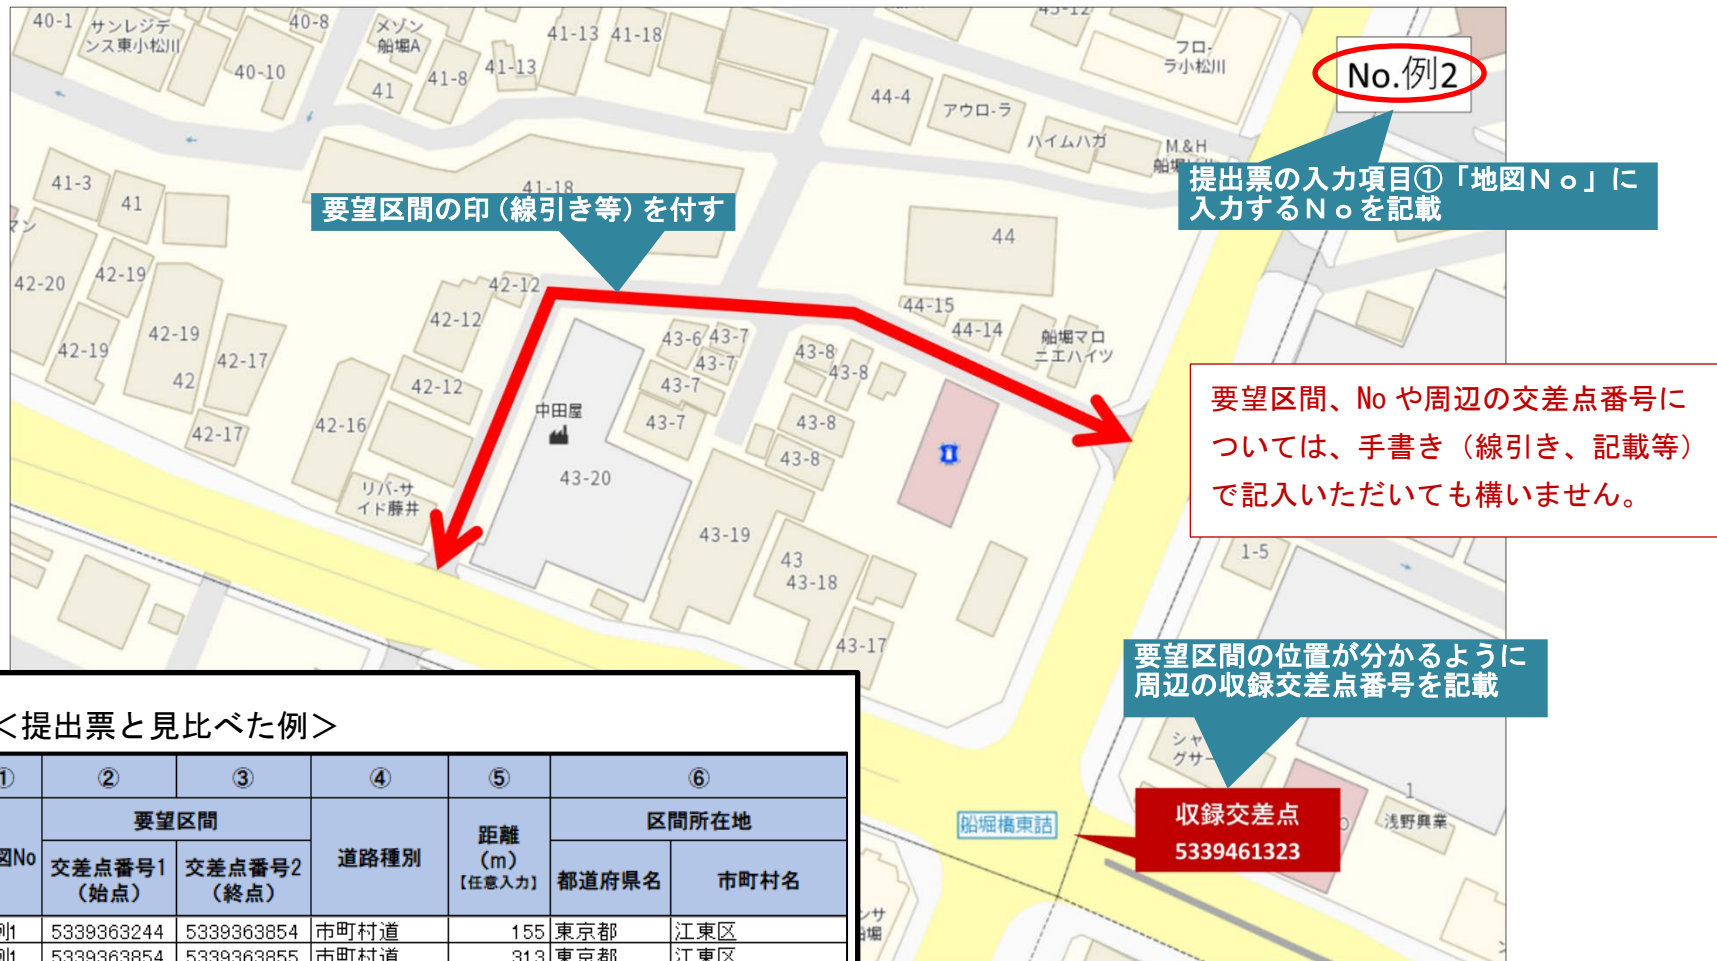 40-1
サンレジデ
ンス東小松川
40-8
メゾン
船堀A
41-13
41-18
フロ-
ラ小松川
No.例2
40-10
41
41-8
41-13
44-4
アウロ-ラ
ハイムハガ
M.&H
提出票の入力項目①「地図Ｎｏ」に
入力するＮｏを記載
41-3
41
41-18
要望区間の印（線引き等）を付す
44
42-20
42-19
42-12
42-12
44-15
44-14
船堀マロ
ニエハイツ
42-19
42-19
42-17
42
43-6
43-7
43-7
43-7
43-8
43-8
42-12
42-16
42-17
中田屋
43-7
43-8
43-8
43-20
要望区間、No や周辺の交差点番号に
ついては、手書き（線引き、記載等）
で記入いただいても構いません。
リバ-サ
イド藤井
43-19
43
43-18
1-5
43-17
要望区間の位置が分かるように
周辺の収録交差点番号を記載
シャ
グサー
船堀橋東詰
収録交差点
5339461323
1
浅野興業
ンサ
船堀
＜提出票と見比べた例＞
① ② ③ ④ ⑤ ⑥
要望区間 区間所在地
図No 交差点番号1
（始点） 交差点番号2
（終点） 道路種別 距離
（m）
【任意入力】 都道府県名 市町村名
例1 5339363244 5339363854 市町村道 155 東京都 江東区
例1 5339363854 5339363855 市町村道 313 東京都 江東区